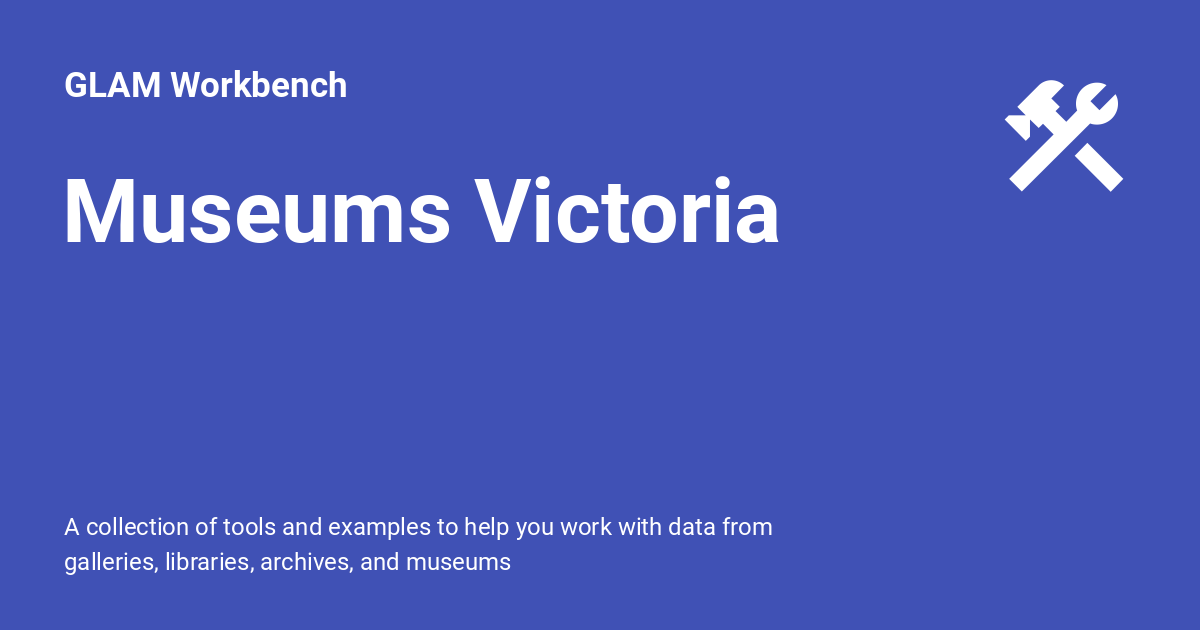 GLAM Workbench
Museums Victoria
A collection of tools and examples to help you work with data from
galleries, libraries, archives, and museums